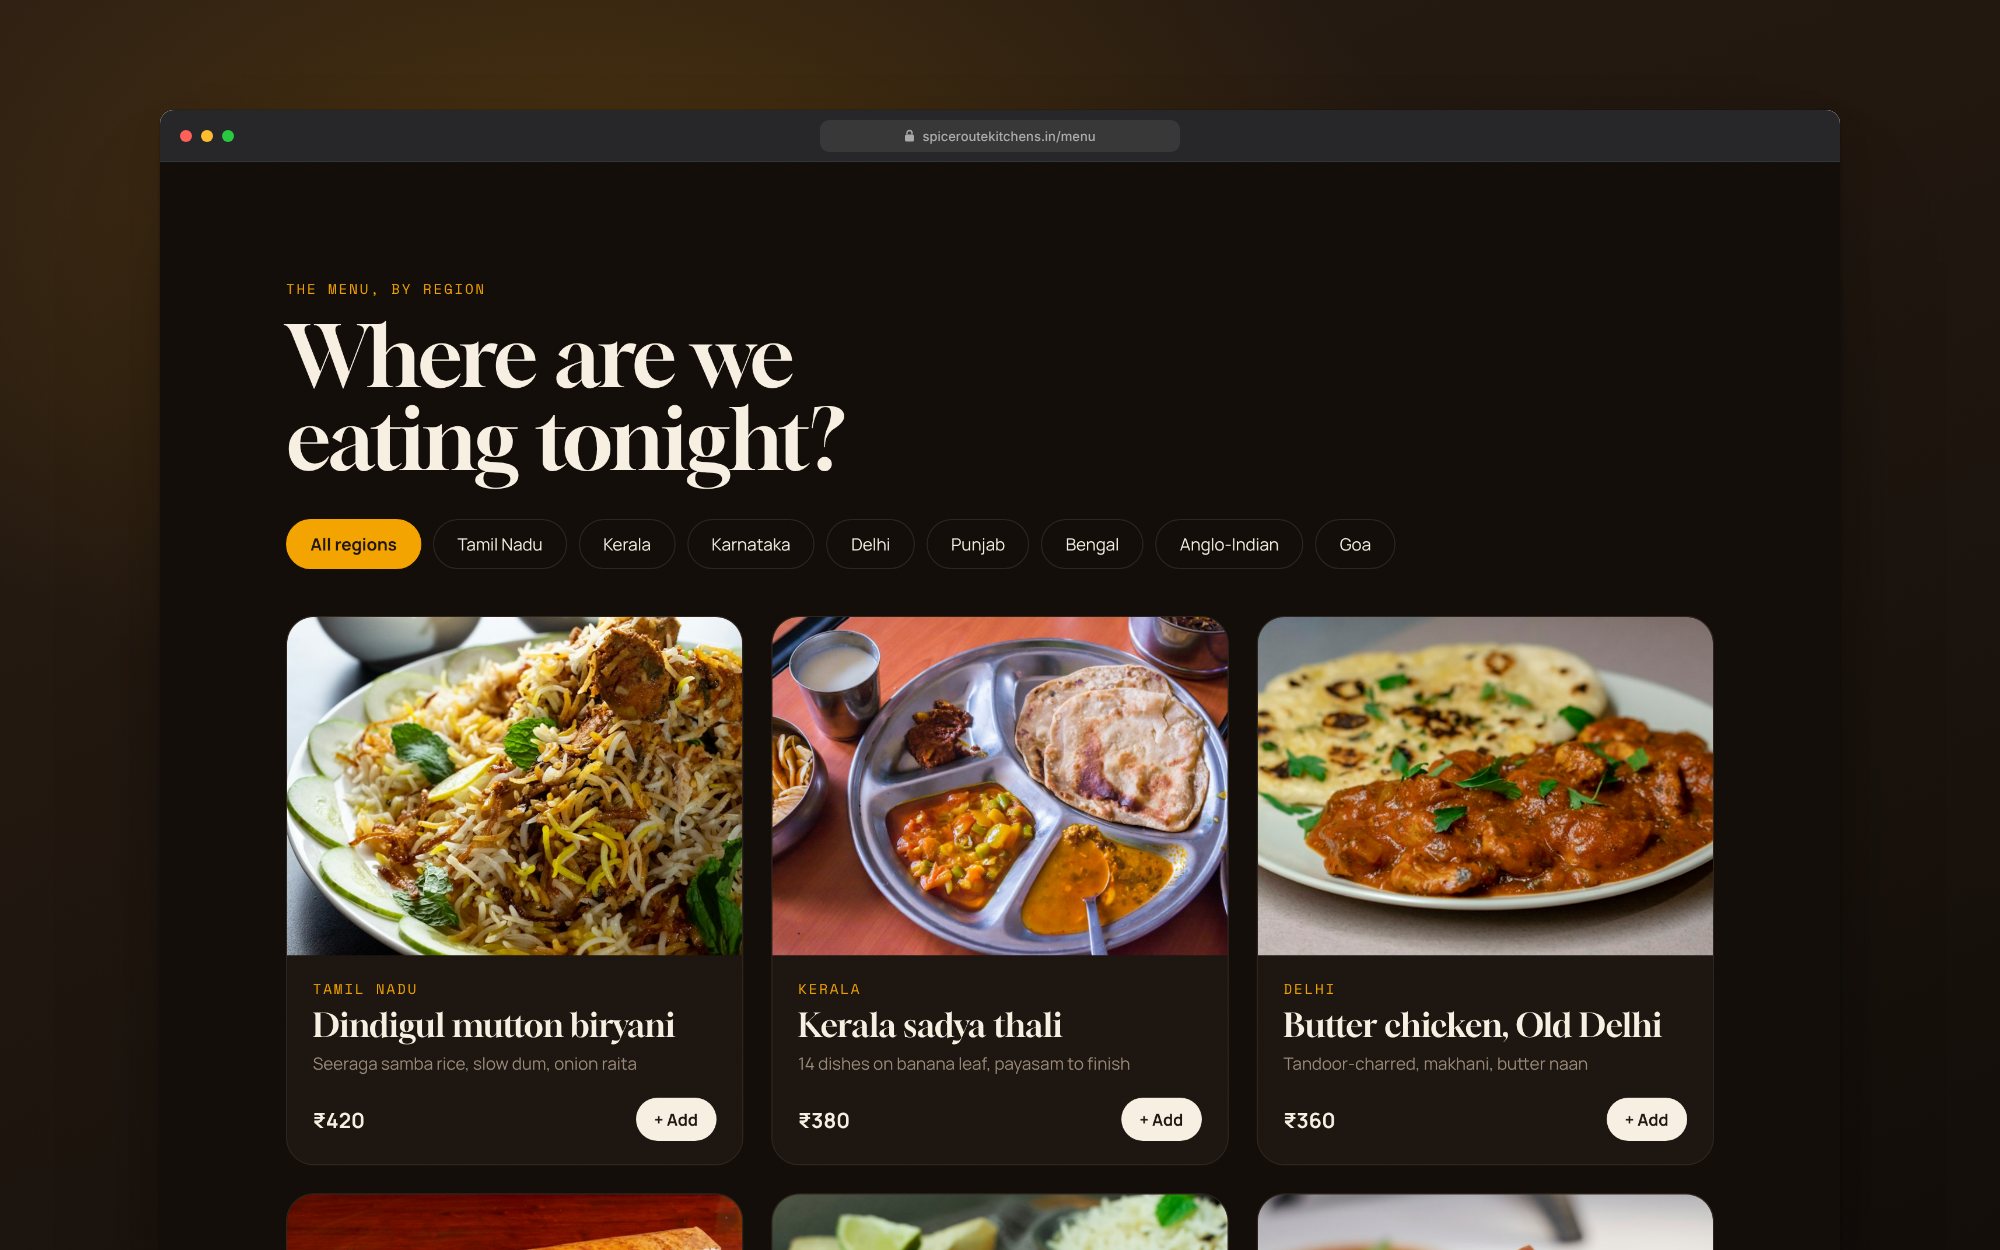 spiceroutekitchens.in/menu
THE MENU, BY REGION
Where are we
eating tonight?
All regions
Tamil Nadu
Kerala
Karnataka
Delhi
Punjab
Bengal
Anglo-Indian
Goa
TAMIL NADU
Dindigul mutton biryani
Seeraga samba rice, slow dum, onion raita
₹420
+ Add
KERALA
Kerala sadya thali
14 dishes on banana leaf, payasam to finish
₹380
+ Add
DELHI
Butter chicken, Old Delhi
Tandoor-charred, makhani, butter naan
₹360
+ Add